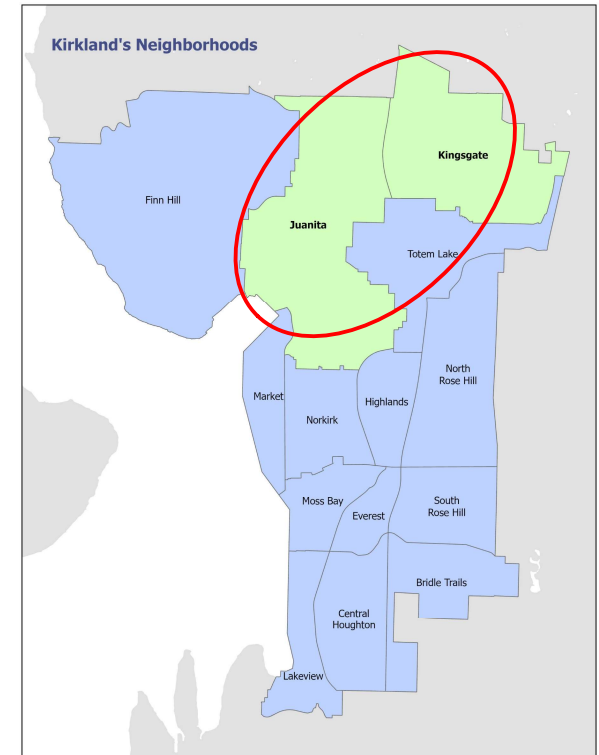 Kirkland's Neighborhoods
Kingsgate
Finn Hill
Juanita
Totem Lake
North
Rose Hill
Market
Highlands
Norkirk
Moss Bay
South
Rose Hill
Everest
Bridle Trails
Central
Houghton
Lakeview